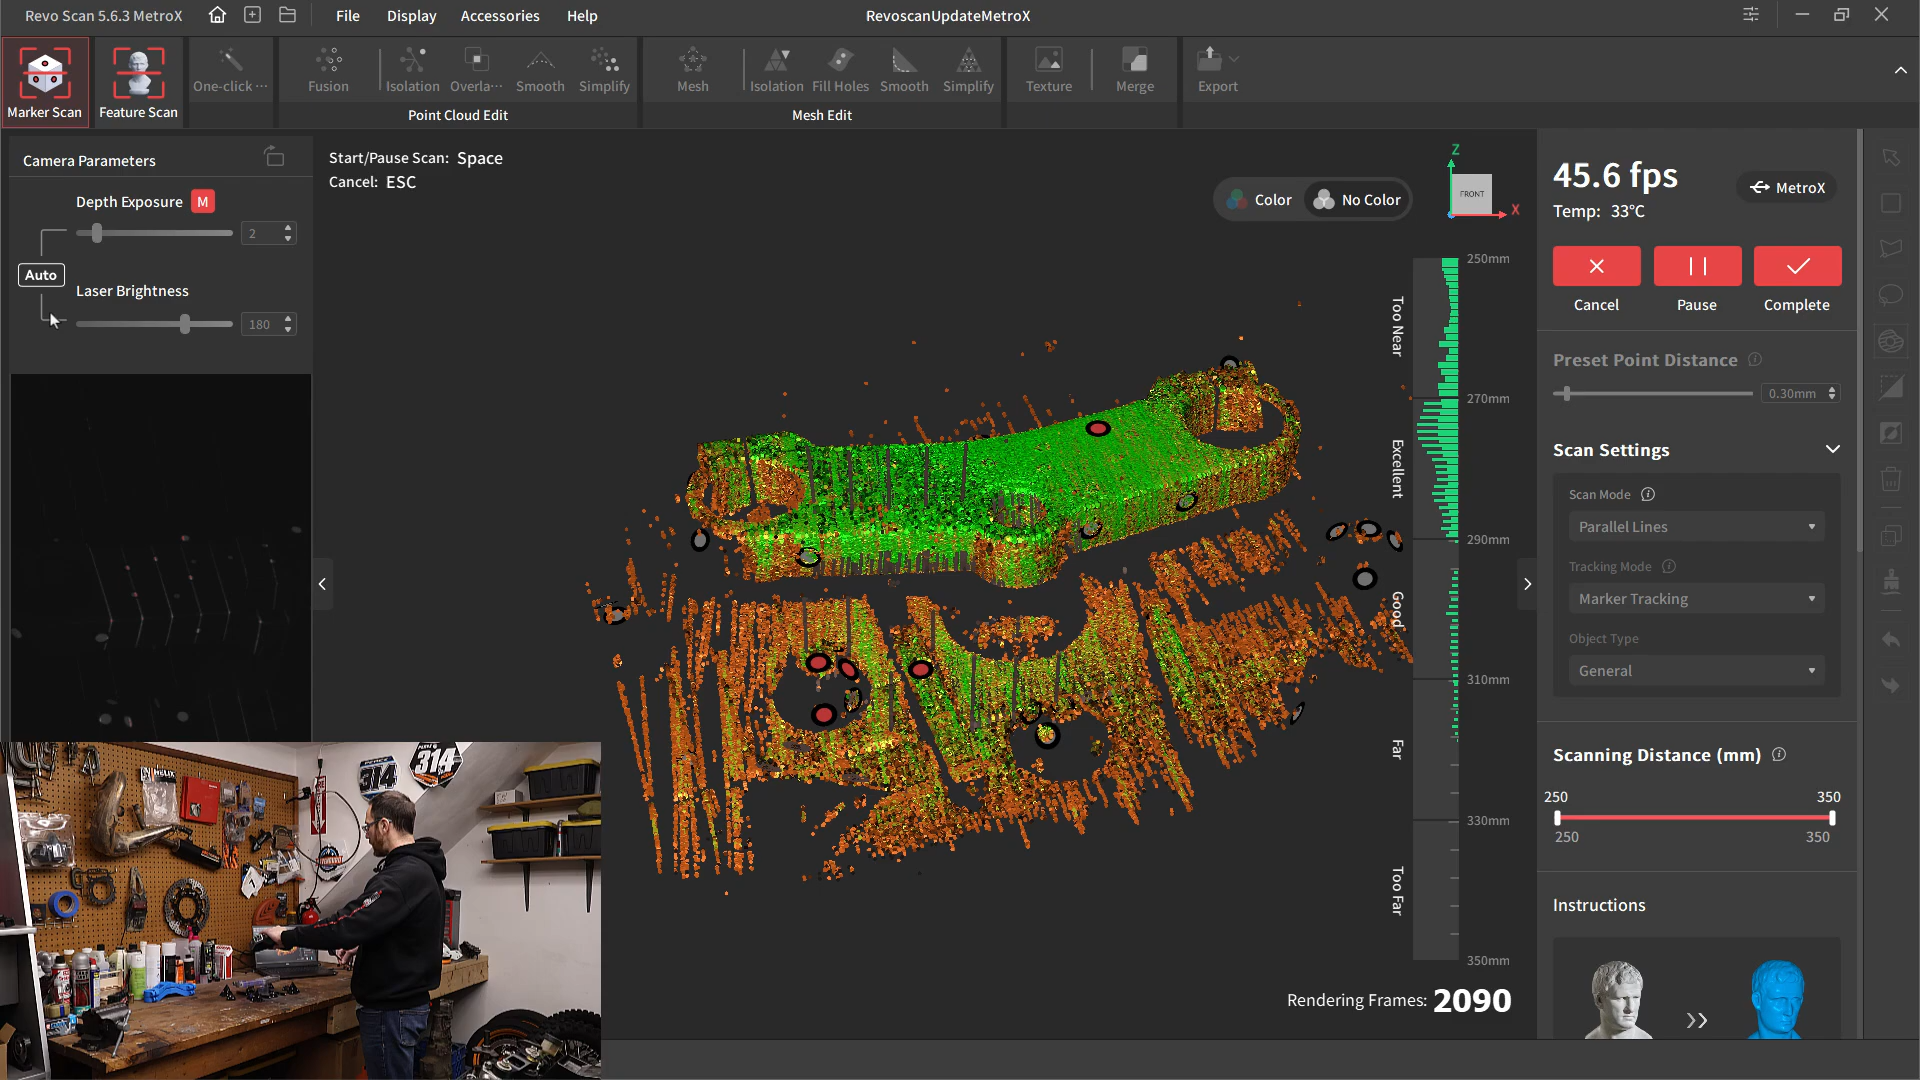 Revo Scan 5.6.3 MetroX
File
Display
Accessories
Help
RevoscanUpdateMetroX
Marker Scan
Feature Scan
One-click ···
Fusion
Isolation
Overla···
Smooth
Simplify
Point Cloud Edit
Mesh
Isolation
Fill Holes
Smooth
Simplify
Mesh Edit
Texture
Merge
Export
Camera Parameters
Depth Exposure M
2
Auto
Laser Brightness
180
Start/Pause Scan: Space
Cancel: ESC
Color
No Color
Z
FRONT
X
250mm
270mm
290mm
310mm
330mm
350mm
Too Near
Excellent
Good
Far
Too Far
Rendering Frames: 2090
45.6 fps
MetroX
Temp: 33°C
Cancel
Pause
Complete
Preset Point Distance
0.30mm
Scan Settings
Scan Mode
Parallel Lines
Tracking Mode
Marker Tracking
Object Type
General
Scanning Distance (mm)
250
350
250
350
Instructions
314
314